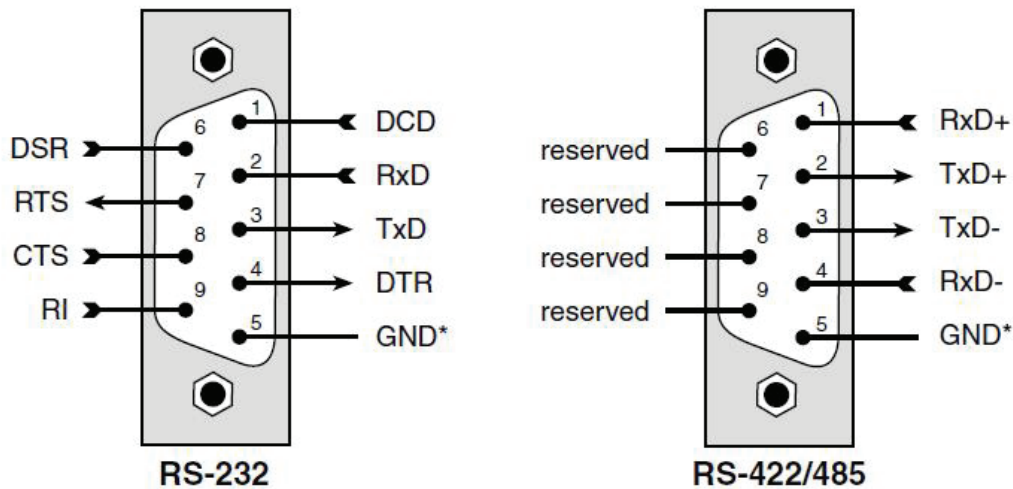 1
DCD
6
DSR
2
RxD
7
RTS
3
TxD
8
CTS
4
DTR
9
RI
5
GND*
RS-232
1
RxD+
6
reserved
2
TxD+
7
reserved
3
TxD-
8
reserved
4
RxD-
9
reserved
5
GND*
RS-422/485